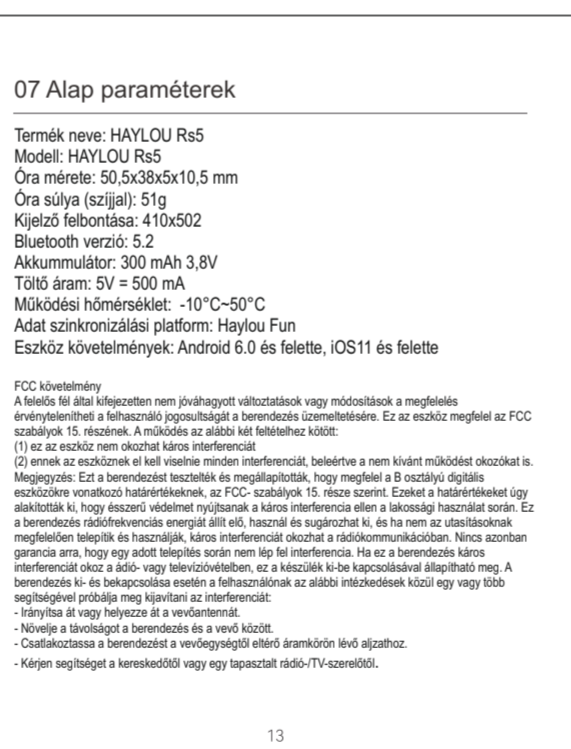 07 Alap paraméterek
Termék neve: HAYLOU Rs5
Modell: HAYLOU Rs5
Óra mérete: 50,5x38x5x10,5 mm
Óra súlya (szíjjal): 51g
Kijelző felbontása: 410x502
Bluetooth verzió: 5.2
Akkummulátor: 300 mAh 3,8V
Töltő áram: 5V = 500 mA
Működési hőmérséklet: -10°C~50°C
Adat szinkronizálási platform: Haylou Fun
Eszköz követelmények: Android 6.0 és felette, iOS11 és felette
FCC követelmény
A felelős fél által kifejezetten nem jóváhagyott változtatások vagy módosítások a megfelelés
érvénytelenítheti a felhasználó jogosultságát a berendezés üzemeltetésére. Ez az eszköz megfelel az FCC
szabályok 15. részének. A működés az alábbi két feltételhez kötött:
(1) ez az eszköz nem okozhat káros interferenciát
(2) ennek az eszköznek el kell viselnie minden interferenciát, beleértve a nem kívánt működést okozókat is.
Megjegyzés: Ezt a berendezést tesztelték és megállapították, hogy megfelel a B osztályú digitális
eszközökre vonatkozó határértékeknek, az FCC- szabályok 15. része szerint. Ezeket a határértékeket úgy
alakították ki, hogy ésszerű védelmet nyújtsanak a káros interferencia ellen a lakossági használat során. Ez
a berendezés rádiófrekvenciás energiát állít elő, használ és sugározhat ki, és ha nem az utasításoknak
megfelelően telepítik és használják, káros interferenciát okozhat a rádiókommunikációban. Nincs azonban
garancia arra, hogy egy adott telepítés során nem lép fel interferencia. Ha ez a berendezés káros
interferenciát okoz a ádió- vagy televízióvételben, ez a készülék ki-be kapcsolásával állapítható meg. A
berendezés ki- és bekapcsolása esetén a felhasználónak az alábbi intézkedések közül egy vagy több
segítségével próbálja meg kijavítani az interferenciát:
- Irányítsa át vagy helyezze át a vevőantennát.
- Növelje a távolságot a berendezés és a vevő között.
- Csatlakoztassa a berendezést a vevőegységtől eltérő áramkörön lévő aljzathoz.
- Kérjen segítséget a kereskedőtől vagy egy tapasztalt rádió-/TV-szerelőtől.
13